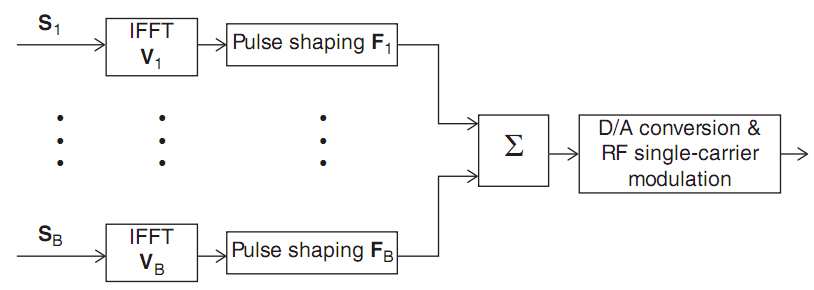 S1
IFFT
V1
Pulse shaping F1
Σ
D/A conversion &
RF single-carrier
modulation
SB
IFFT
VB
Pulse shaping FB